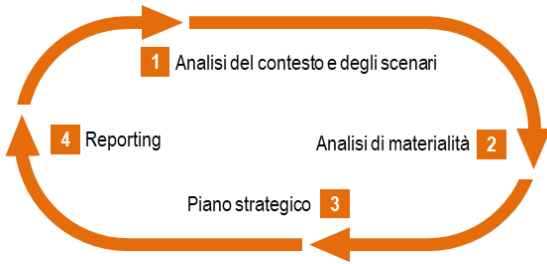 1 Analisi del contesto e degli scenari
Analisi di materialità 2
Piano strategico 3
4 Reporting